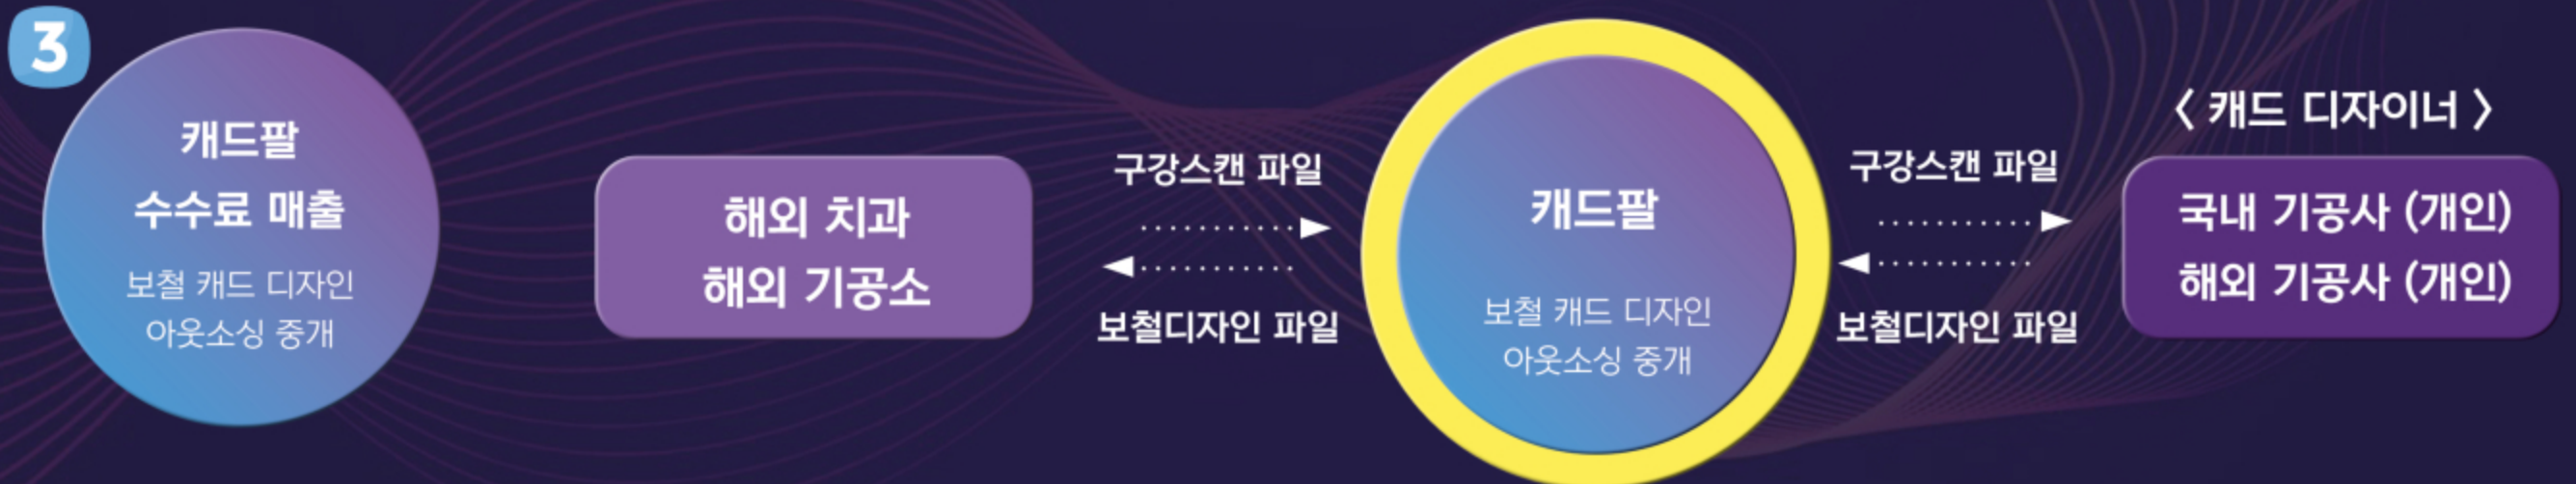 3
캐드팔
수수료 매출
보철 캐드 디자인
아웃소싱 중개
해외 치과
해외 기공소
구강스캔 파일
보철디자인 파일
캐드팔
보철 캐드 디자인
아웃소싱 중개
구강스캔 파일
보철디자인 파일
〈 캐드 디자이너 〉
국내 기공사 (개인)
해외 기공사 (개인)